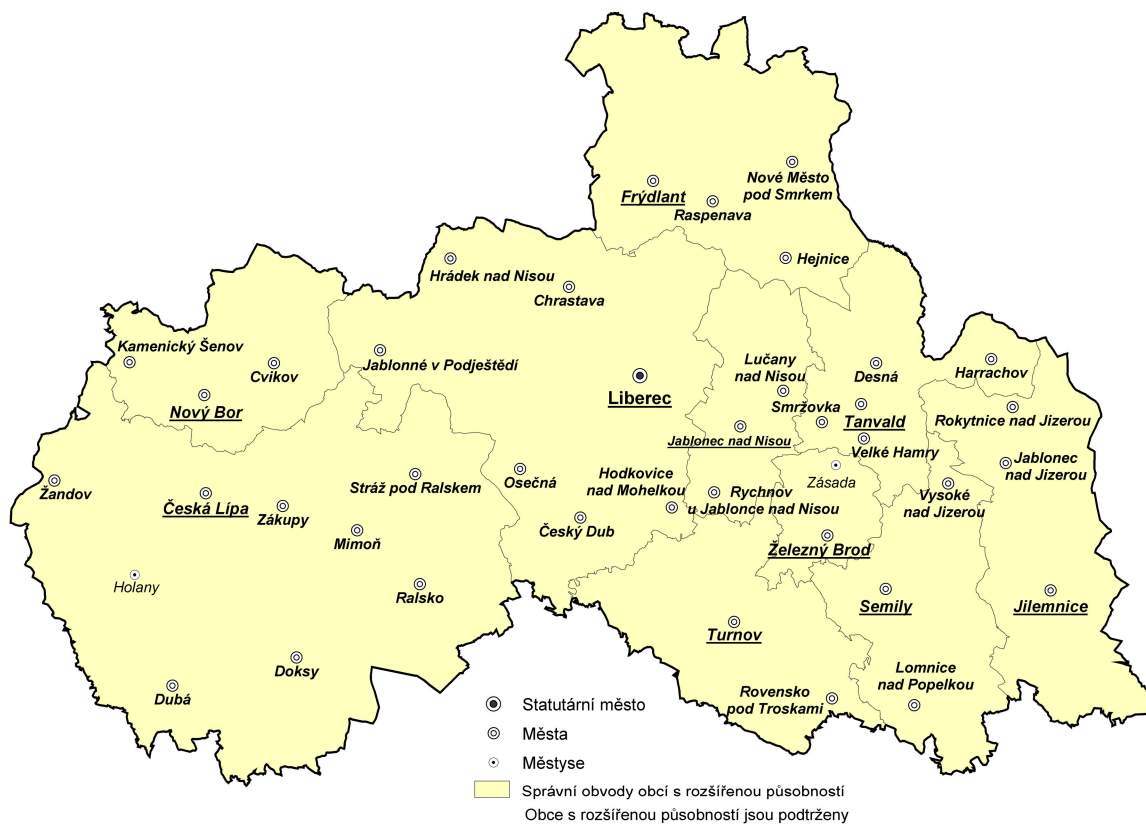 Nové Město
pod Smrkem
Frýdlant
Raspenava
Hejnice
Hrádek nad Nisou
Chrastava
Kamenický Šenov
Cvikov
Nový Bor
Jablonné v Podještědí
Liberec
Lučany
nad Nisou
Smržovka
Desná
Tanvald
Velké Hamry
Harrachov
Rokytnice nad Jizerou
Jablonec nad Nisou
Jablonec
nad Jizerou
Žandov
Česká Lípa
Zákupy
Stráž pod Ralskem
Mimoň
Osečná
Hodkovice
nad Mohelkou
Český Dub
Rychnov
u Jablonce nad Nisou
Zásada
Vysoké
nad Jizerou
Železný Brod
Holany
Ralsko
Semily
Jilemnice
Turnov
Doksy
Dubá
Lomnice
nad Popelkou
Rovensko
pod Troskami
Statutární město
Města
Městyse
Správní obvody obcí s rozšířenou působností
Obce s rozšířenou působností jsou podtrženy